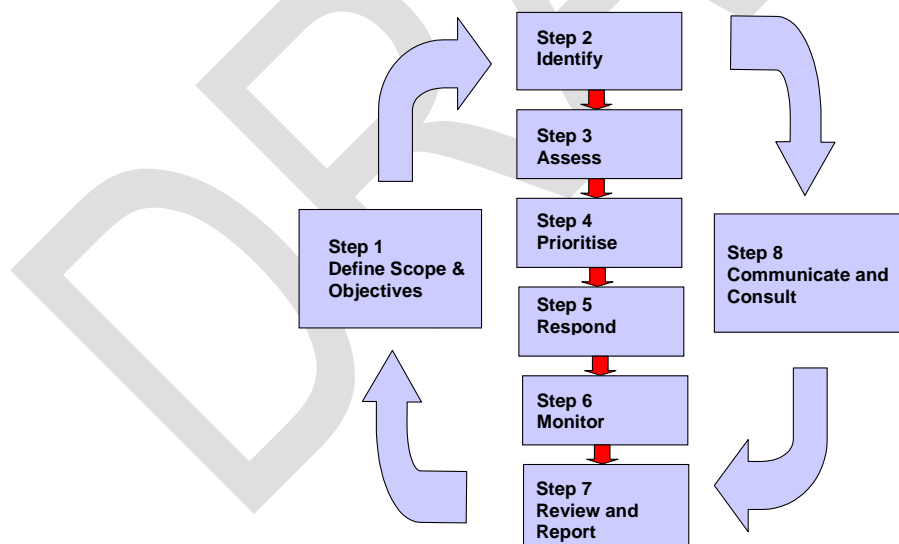 Step 2
Identify
Step 3
Assess
Step 1
Define Scope &
Objectives
Step 4
Prioritise
Step 8
Communicate and
Consult
Step 5
Respond
Step 6
Monitor
Step 7
Review and
Report